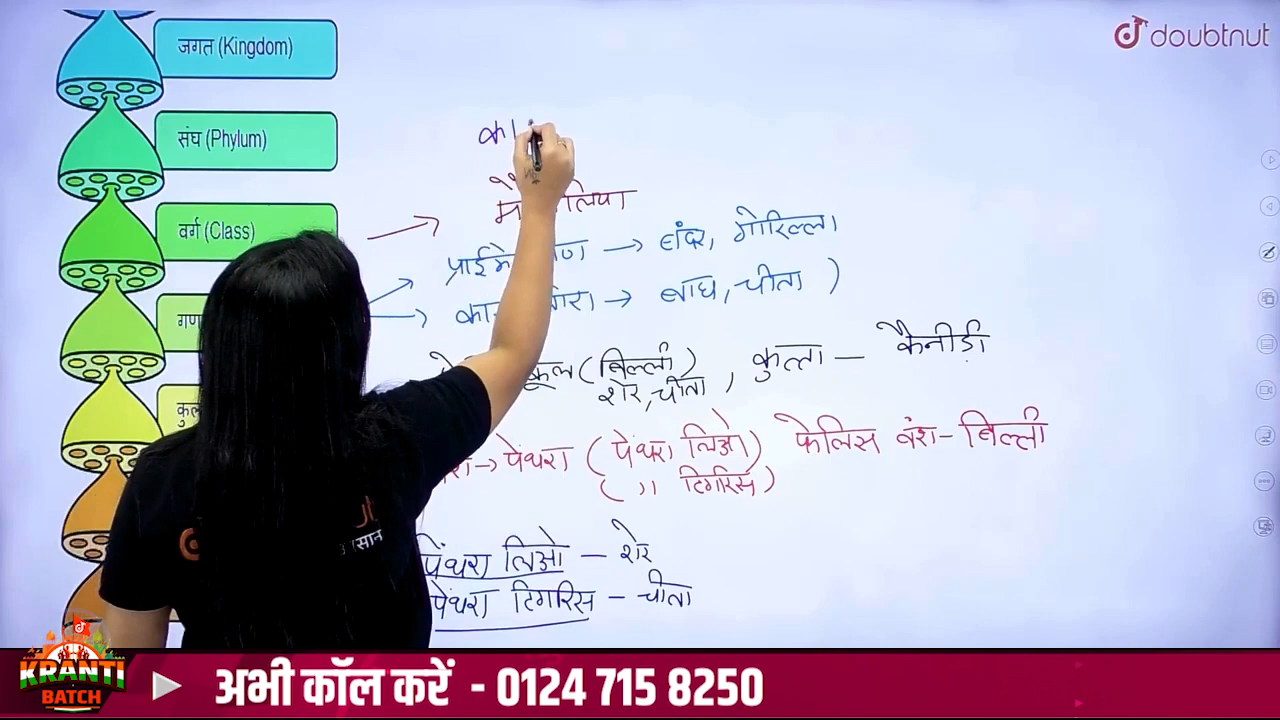 जगत (Kingdom)
doubtnut
संघ (Phylum)
का
वर्ग (Class)
→ बंदर, गोरिल्ला
→ बाघ, चीता )
गण
कुल
कूल (बिल्ली)
शेर, चीता , कुत्ता – कैनीड़ी
→ पेंथरा (पेंथरा लिओ) फेलिस वंश - बिल्ली
( ,, टिगरिस)
पेंथरा लिओ – शेर
पेंथरा टिगरिस – चीता
KRANTI
BATCH
अभी कॉल करें - 0124 715 8250